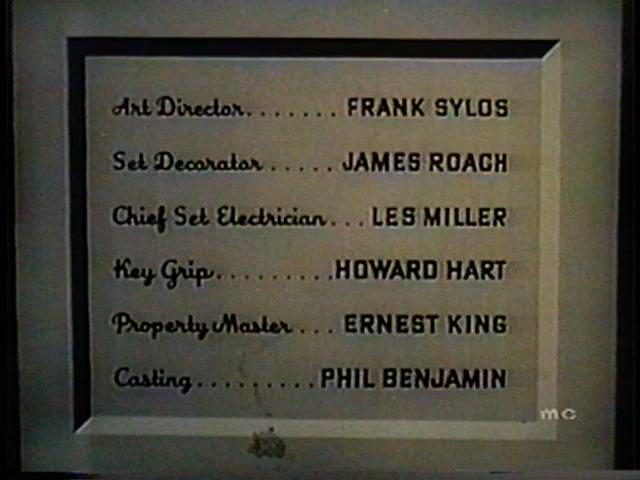 Art Director....... FRANK SYLOS
Set Decorator..... JAMES ROACH
Chief Set Electrician... LES MILLER
Key Grip.........HOWARD HART
Property Master ... ERNEST KING
Casting.........PHIL BENJAMIN
mc